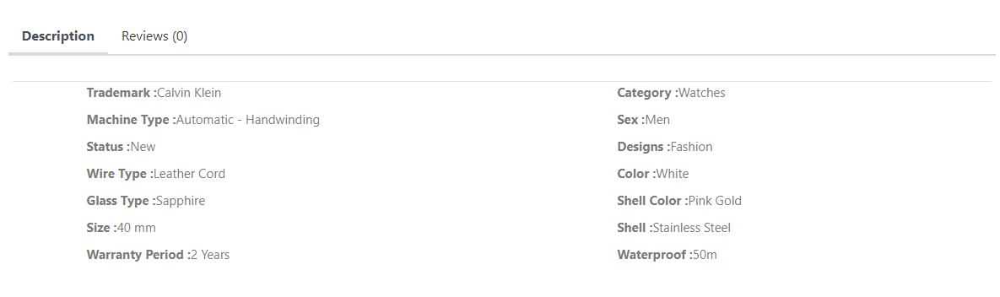 Description
Reviews (0)
Trademark :Calvin Klein
Category :Watches
Machine Type :Automatic - Handwinding
Sex :Men
Status :New
Designs :Fashion
Wire Type :Leather Cord
Color :White
Glass Type :Sapphire
Shell Color :Pink Gold
Size :40 mm
Shell :Stainless Steel
Warranty Period :2 Years
Waterproof :50m